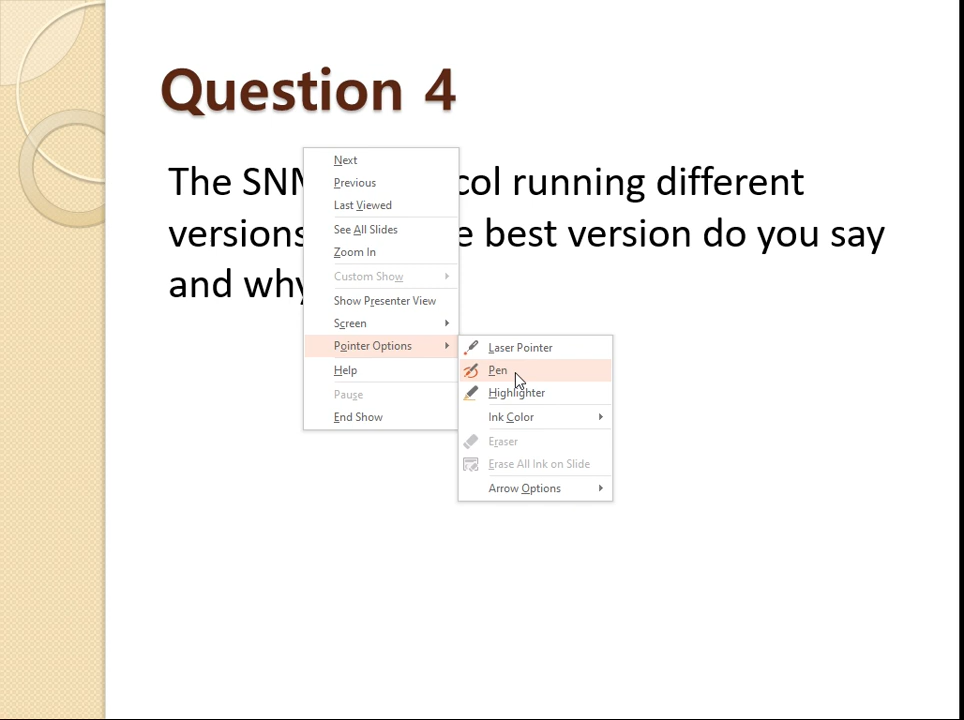 Question 4
The SNM col running different
versions e best version do you say
and why
Next
Previous
Last Viewed
See All Slides
Zoom In
Custom Show
Show Presenter View
Screen
Pointer Options
Help
Pause
End Show
Laser Pointer
Pen
Highlighter
Ink Color
Eraser
Erase All Ink on Slide
Arrow Options